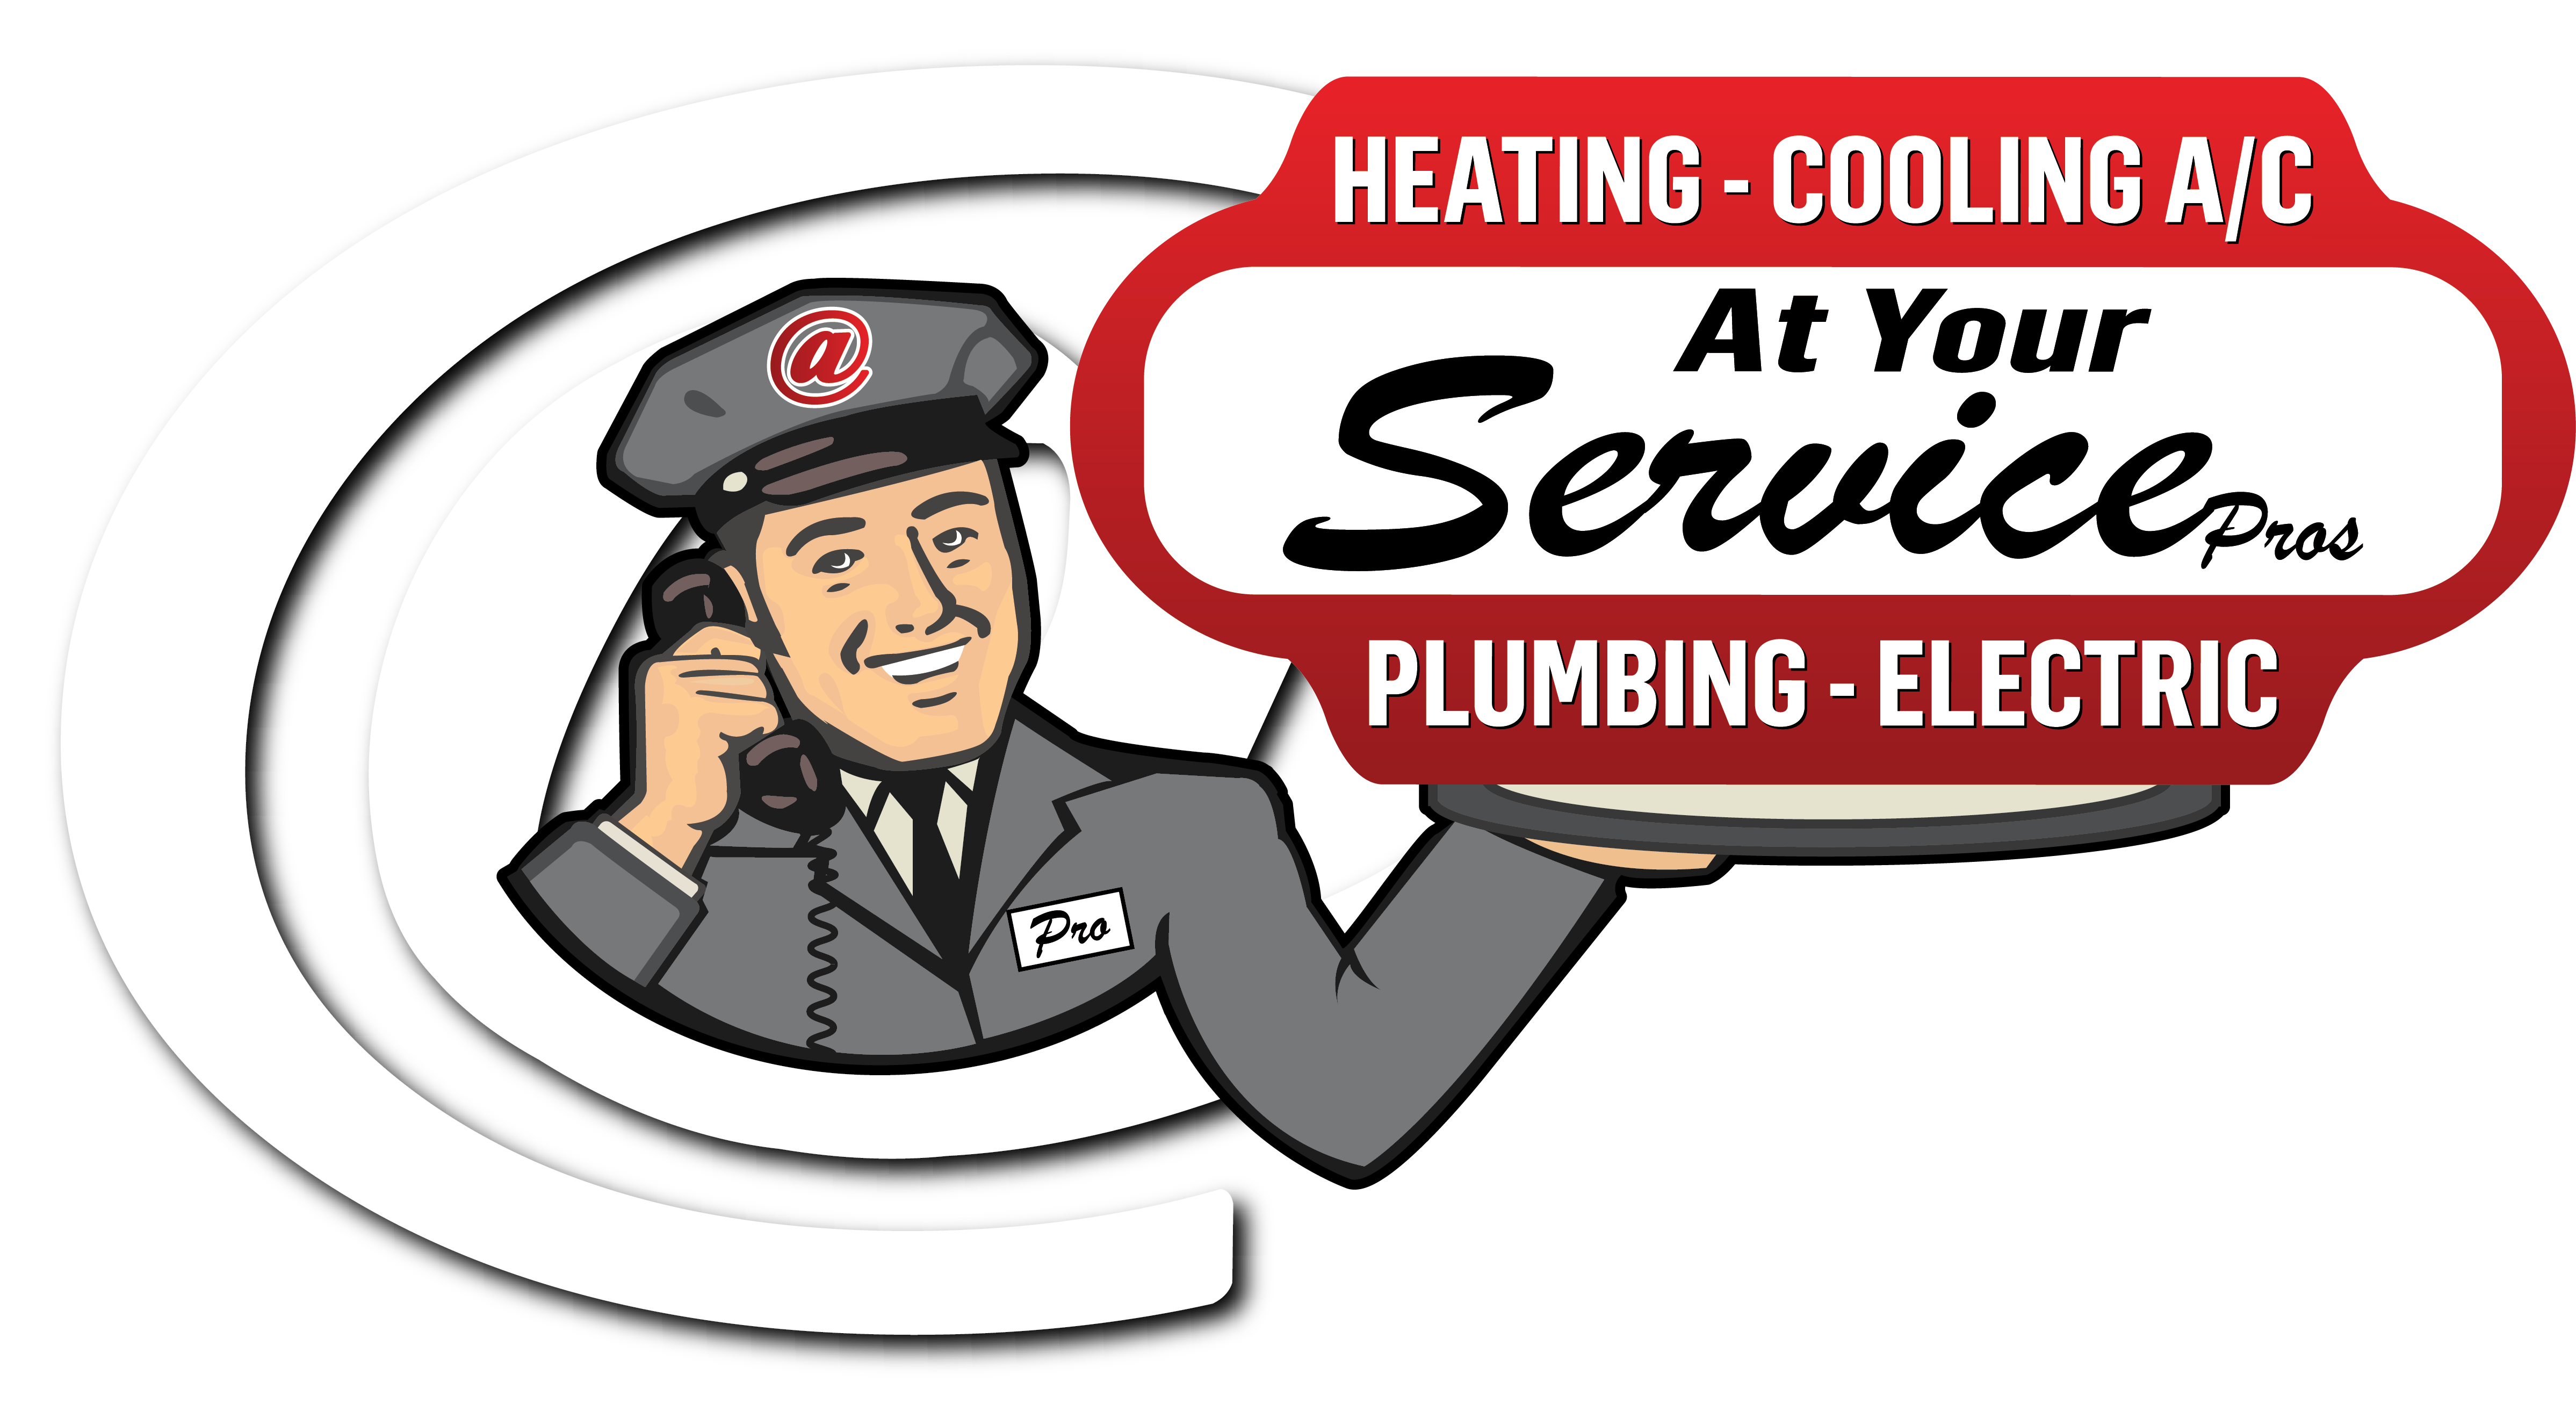 HEATING - COOLING A/C
At Your
Service Pros
PLUMBING - ELECTRIC
@
Pro